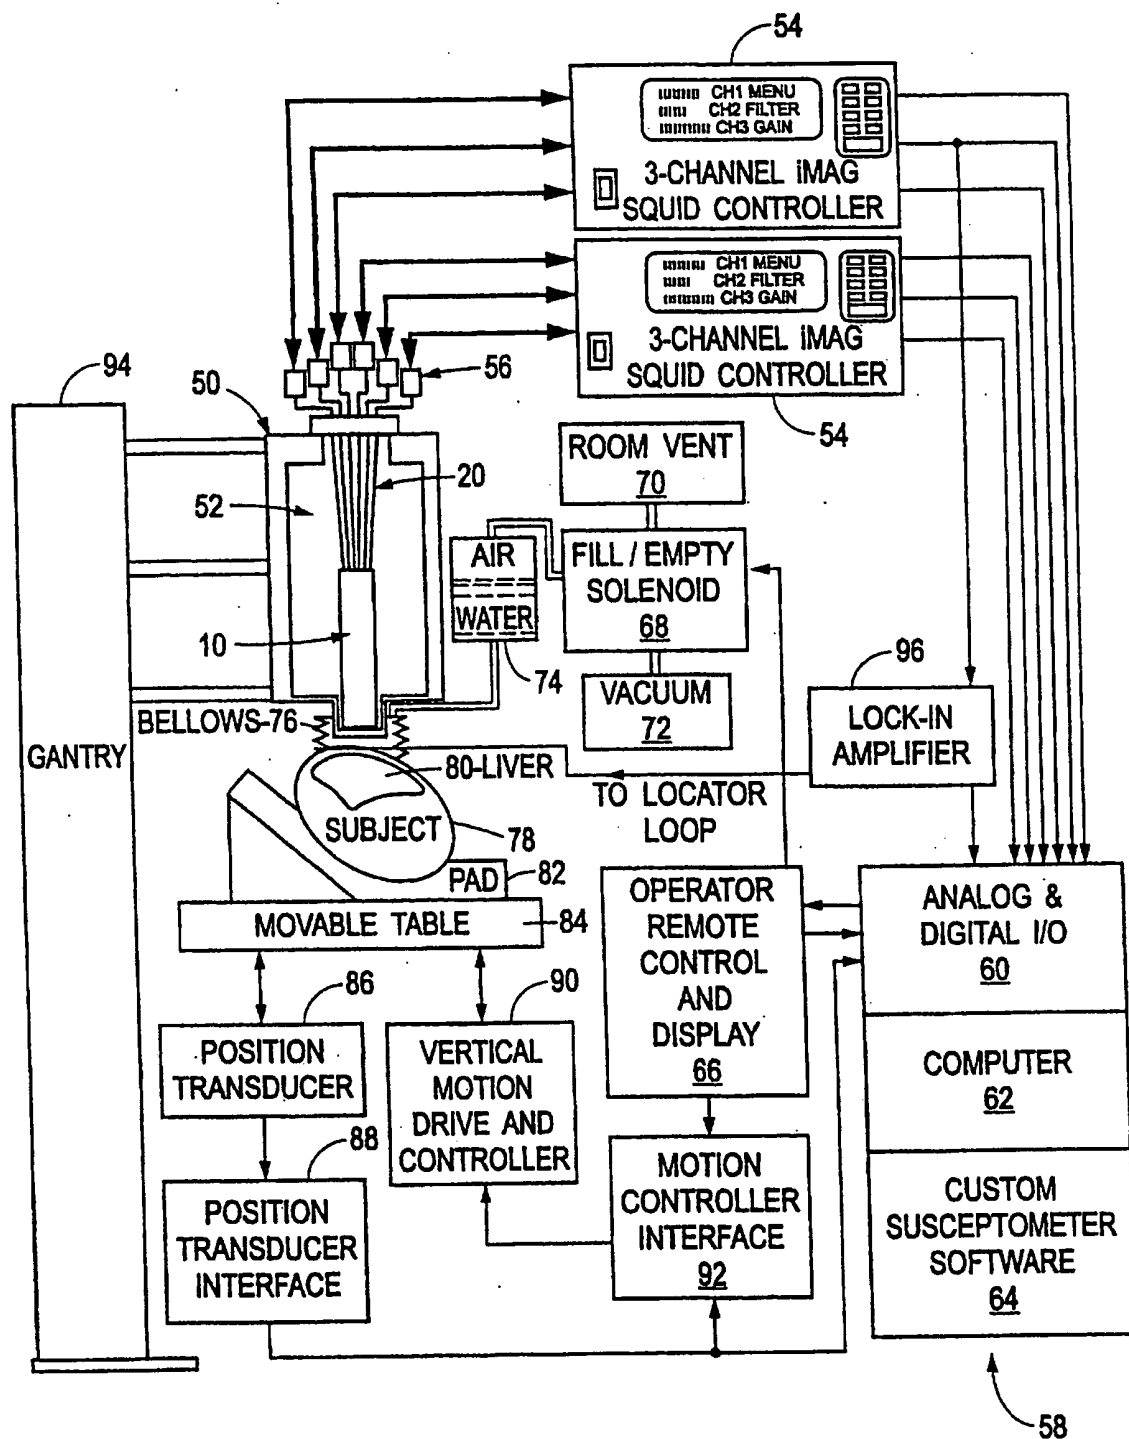 54
CH1 MENU
CH2 FILTER
CH3 GAIN
3-CHANNEL iMAG
SQUID CONTROLLER
CH1 MENU
CH2 FILTER
CH3 GAIN
3-CHANNEL iMAG
SQUID CONTROLLER
54
94
50
56
52
20
10
ROOM VENT
70
AIR
WATER
74
FILL / EMPTY
SOLENOID
68
VACUUM
72
96
LOCK-IN
AMPLIFIER
GANTRY
BELLOWS-76
80-LIVER
SUBJECT
78
TO LOCATOR
LOOP
PAD
82
MOVABLE TABLE
84
86
90
POSITION
TRANSDUCER
88
POSITION
TRANSDUCER
INTERFACE
VERTICAL
MOTION
DRIVE AND
CONTROLLER
OPERATOR
REMOTE
CONTROL
AND
DISPLAY
66
MOTION
CONTROLLER
INTERFACE
92
ANALOG &
DIGITAL I/O
60
COMPUTER
62
CUSTOM
SUSCEPTOMETER
SOFTWARE
64
58